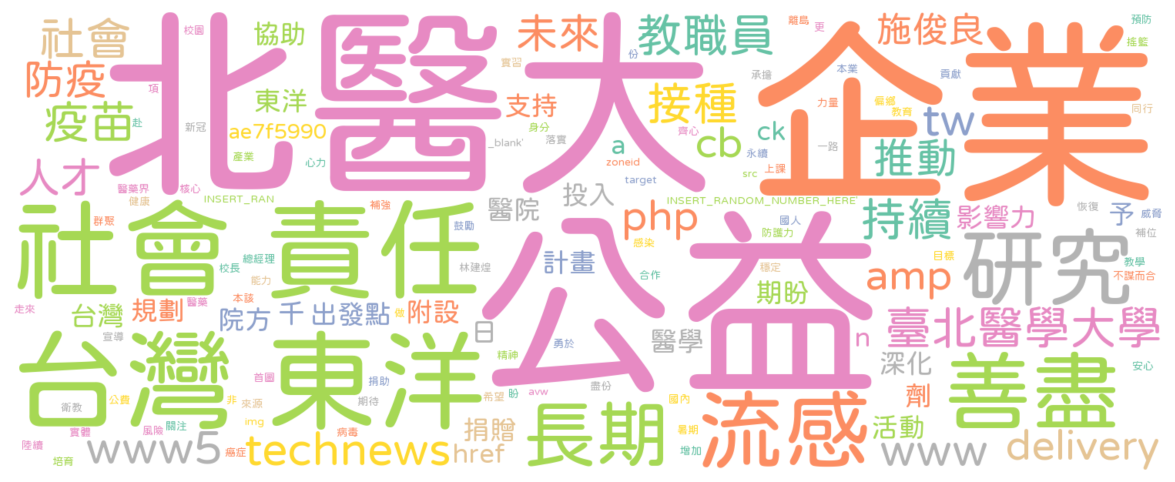 北醫大
企業
公益
社會責任
台灣東洋
研究
善盡
長期
流感
社會
協助
未來
教職員
施俊良
防疫
疫苗
東洋
支持
接種
推動
持續
影響力
人才
醫院
投入
php
amp
cb
ck
tw
a
n
予
ae7f5990
臺北醫學大學
醫學
深化
計畫
期盼
台灣
規劃
院方
千
出發點
附設
日
劑
活動
捐贈
href
technews
www5
www
delivery
校園
項
新冠
赴
產業
心力
實習
份
身分
落實
_blank'
zoneid
target
齊心
承擔
本業
力量
偏鄉
教育
永續
上課
src
一路
離島
更
預防
搖籃
貢獻
同行
醫藥界
核心
健康
INSERT_RAN
INSERT_RANDOM_NUMBER_HERE'
群聚
補強
鼓勵
總經理
校長
能力
林建煌
感染
合作
國人
防護力
穩定
恢復
威脅
補位
目標
教學
不謀而合
走來
醫藥
本該
做
宣導
首圖
捐助
精神
勇於
衛教
公費
非
來源
期待
希望
盼
avw
盡份
國內
安心
陸續
實體
風險
關注
img
病毒
癌症
培育
暑期
增加